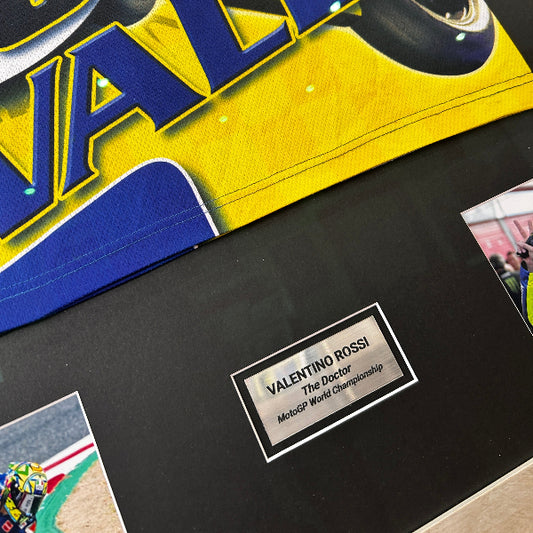 VAL
VALENTINO ROSSI
The Doctor
MotoGP World Championship